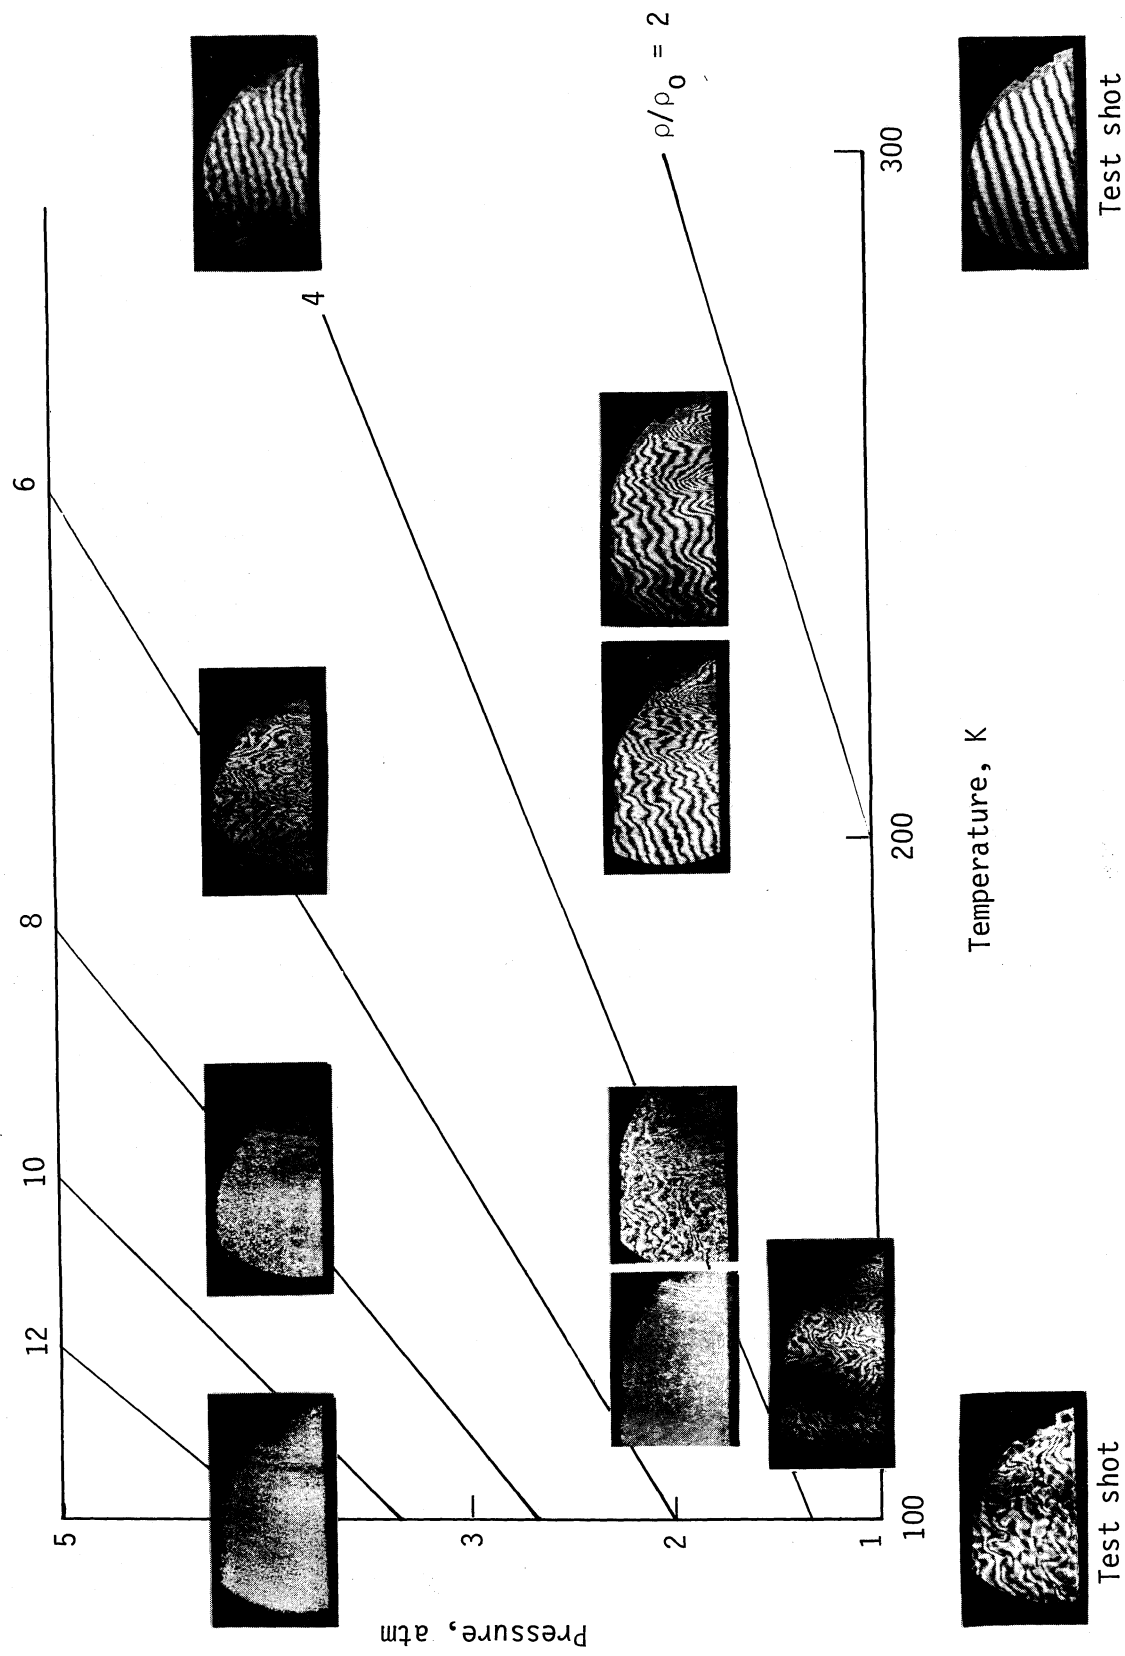 6
8
10
12
4
ρ/ρ₀ = 2
5
3
2
1
Pressure, atm
100
200
300
Temperature, K
Test shot
Test shot